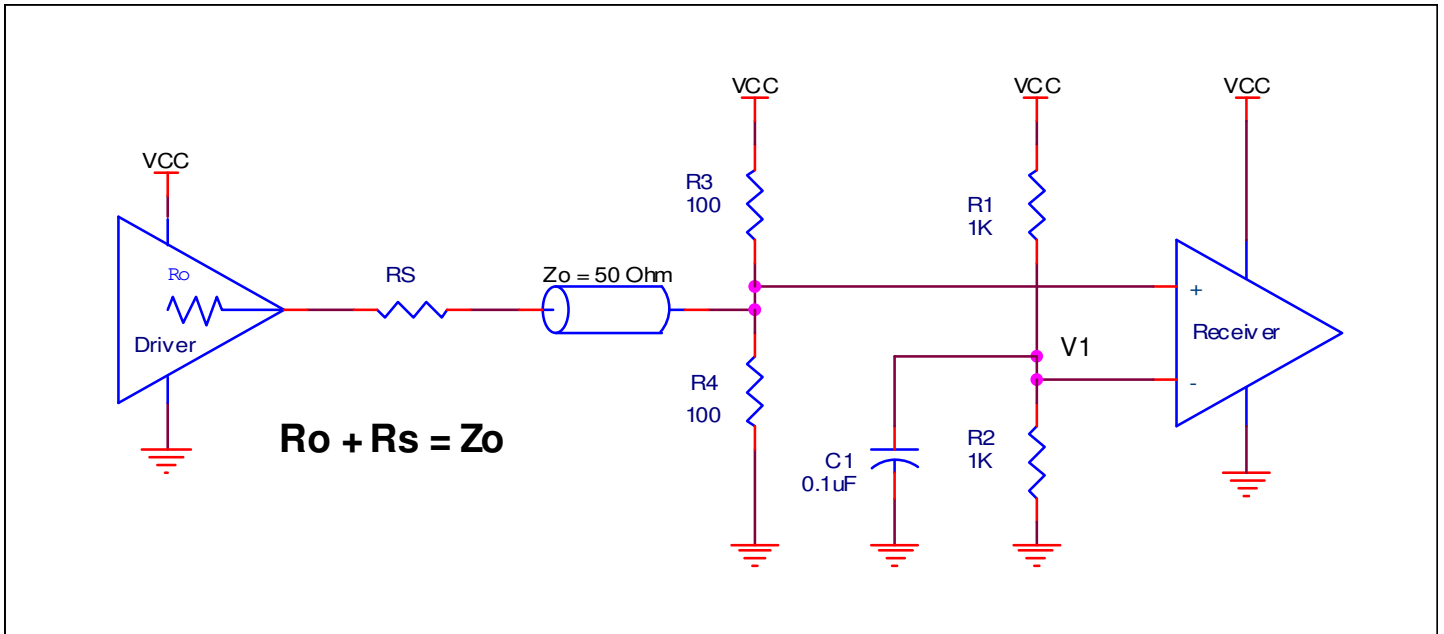 VCC
VCC
VCC
VCC
R3
100
R1
1K
Ro
RS
Zo = 50 Ohm
+
Driver
Receiver
V1
-
R4
100
Ro + Rs = Zo
R2
1K
C1
0.1uF